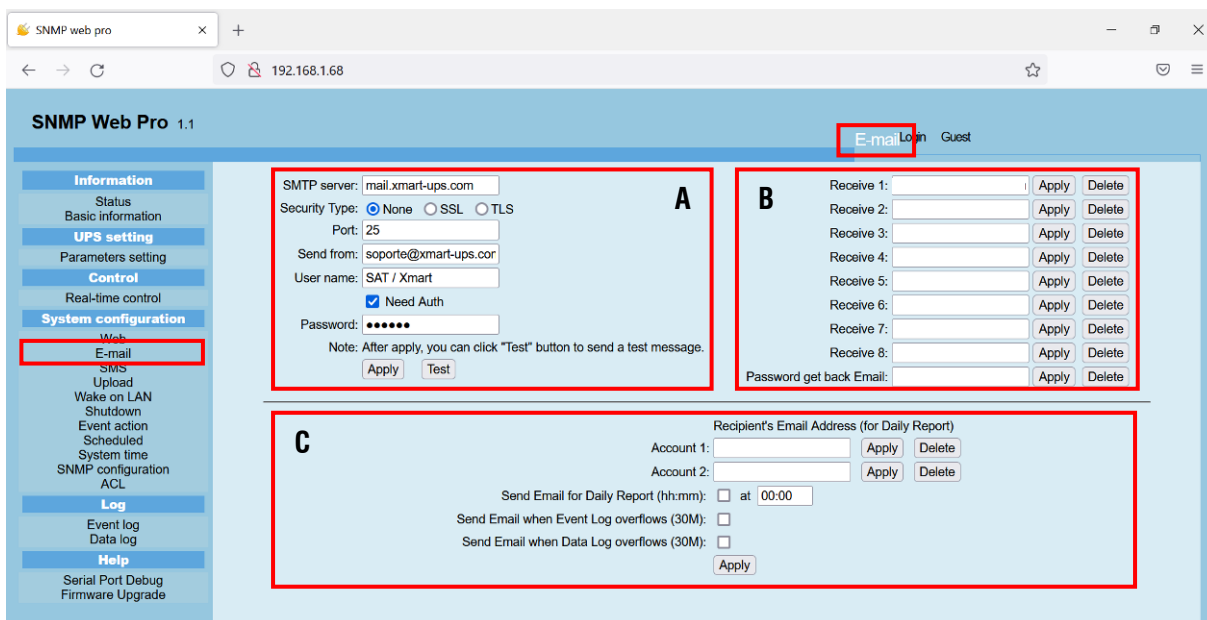 SNMP web pro
192.168.1.68
SNMP Web Pro 1.1
E-mail Login Guest
Information
Status
Basic information
UPS setting
Parameters setting
Control
Real-time control
System configuration
Web
E-mail
SMS
Upload
Wake on LAN
Shutdown
Event action
Scheduled
System time
SNMP configuration
ACL
Log
Event log
Data log
Help
Serial Port Debug
Firmware Upgrade
A
SMTP server: mail.xmart-ups.com
Security Type: None SSL TLS
Port: 25
Send from: soporte@xmart-ups.cor
User name: SAT / Xmart
Need Auth
Password: ●●●●●●
Note: After apply, you can click "Test" button to send a test message.
Apply Test
B
Receive 1: Apply Delete
Receive 2: Apply Delete
Receive 3: Apply Delete
Receive 4: Apply Delete
Receive 5: Apply Delete
Receive 6: Apply Delete
Receive 7: Apply Delete
Receive 8: Apply Delete
Password get back Email: Apply Delete
C
Recipient's Email Address (for Daily Report)
Account 1: Apply Delete
Account 2: Apply Delete
Send Email for Daily Report (hh:mm): at 00:00
Send Email when Event Log overflows (30M):
Send Email when Data Log overflows (30M):
Apply